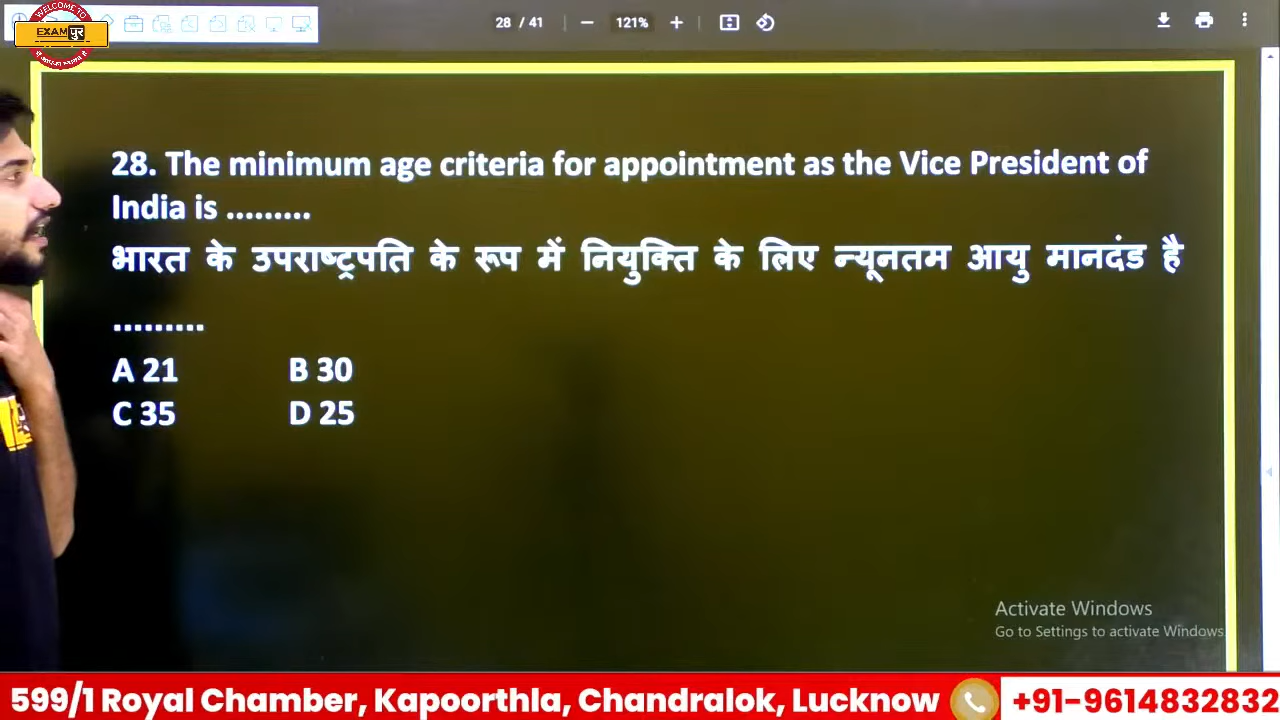 WELCOME TO
EXAMपुर
28 / 41
121%
28. The minimum age criteria for appointment as the Vice President of
India is .........
भारत के उपराष्ट्रपति के रूप में नियुक्ति के लिए न्यूनतम आयु मानदंड है
.........
A 21 B 30
C 35 D 25
Activate Windows
Go to Settings to activate Windows.
599/1 Royal Chamber, Kapoorthla, Chandralok, Lucknow
+91-9614832832